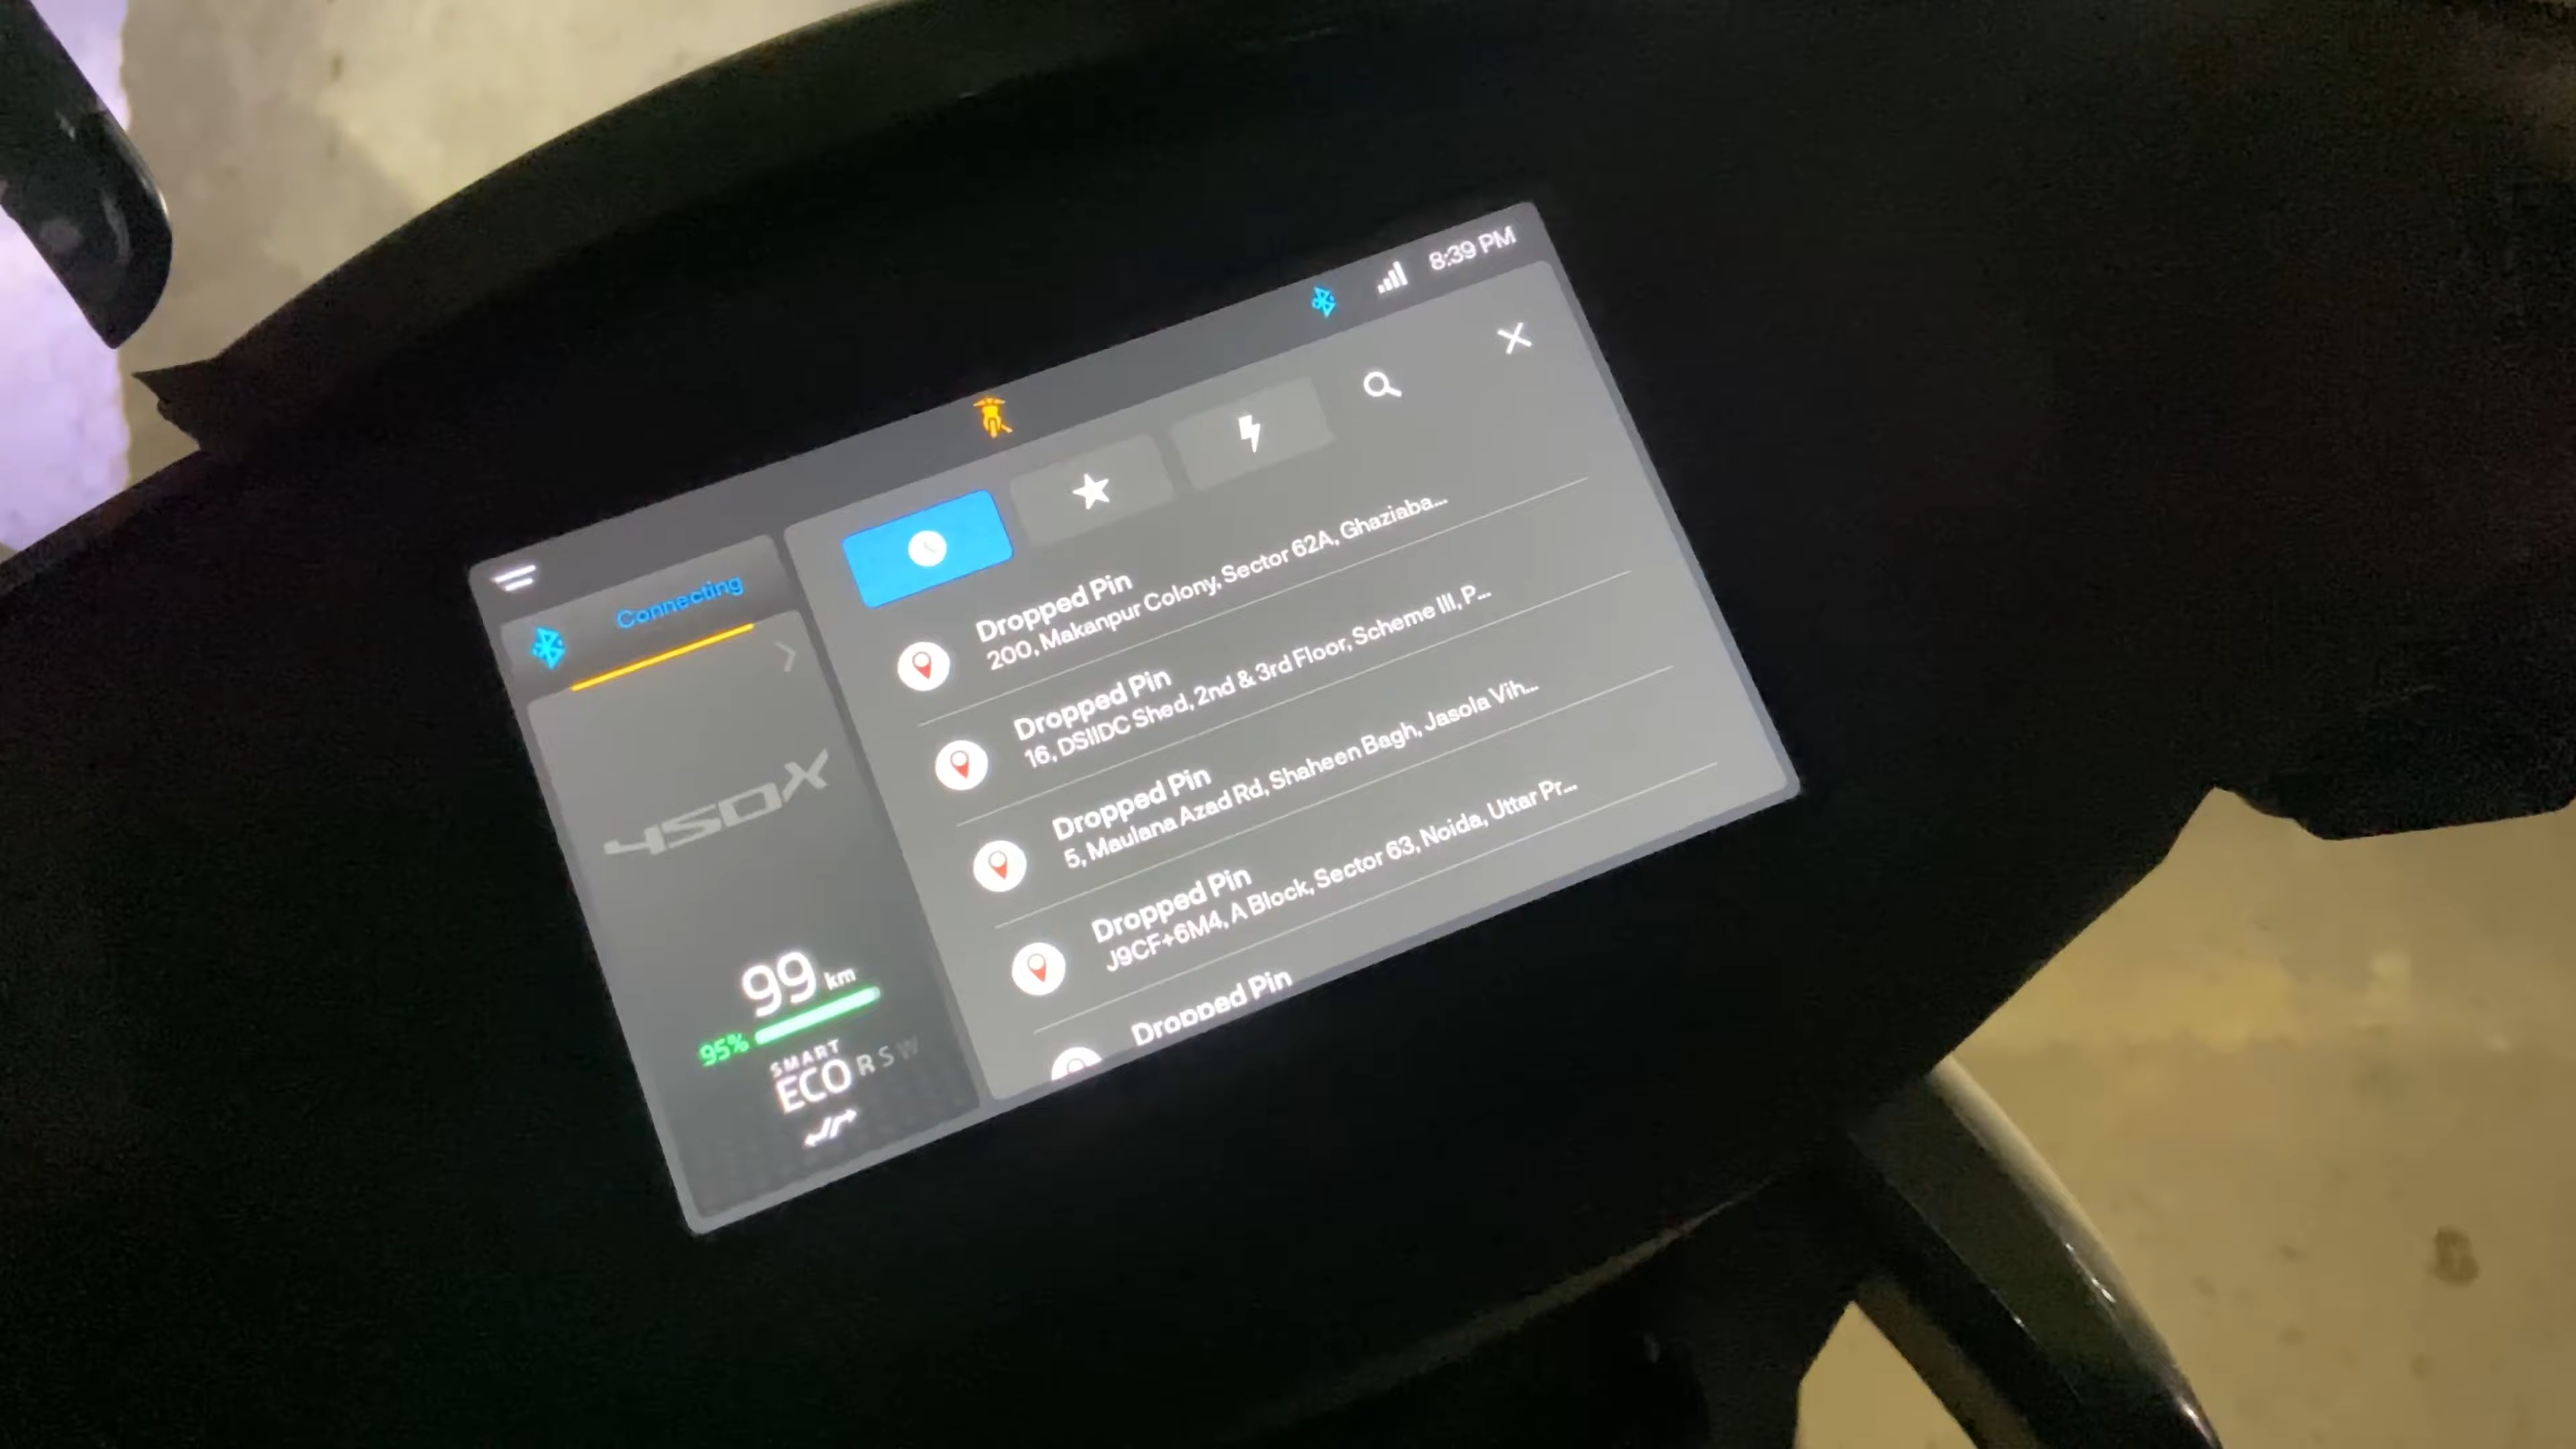 8:39 PM
Connecting
450X
99 km
95%
SMART
ECO R S W
Dropped Pin
200, Makanpur Colony, Sector 62A, Ghaziaba...
Dropped Pin
16, DSIIDC Shed, 2nd & 3rd Floor, Scheme III, P...
Dropped Pin
5, Maulana Azad Rd, Shaheen Bagh, Jasola Vih...
Dropped Pin
J9CF+6M4, A Block, Sector 63, Noida, Uttar Pr...
Dropped Pin